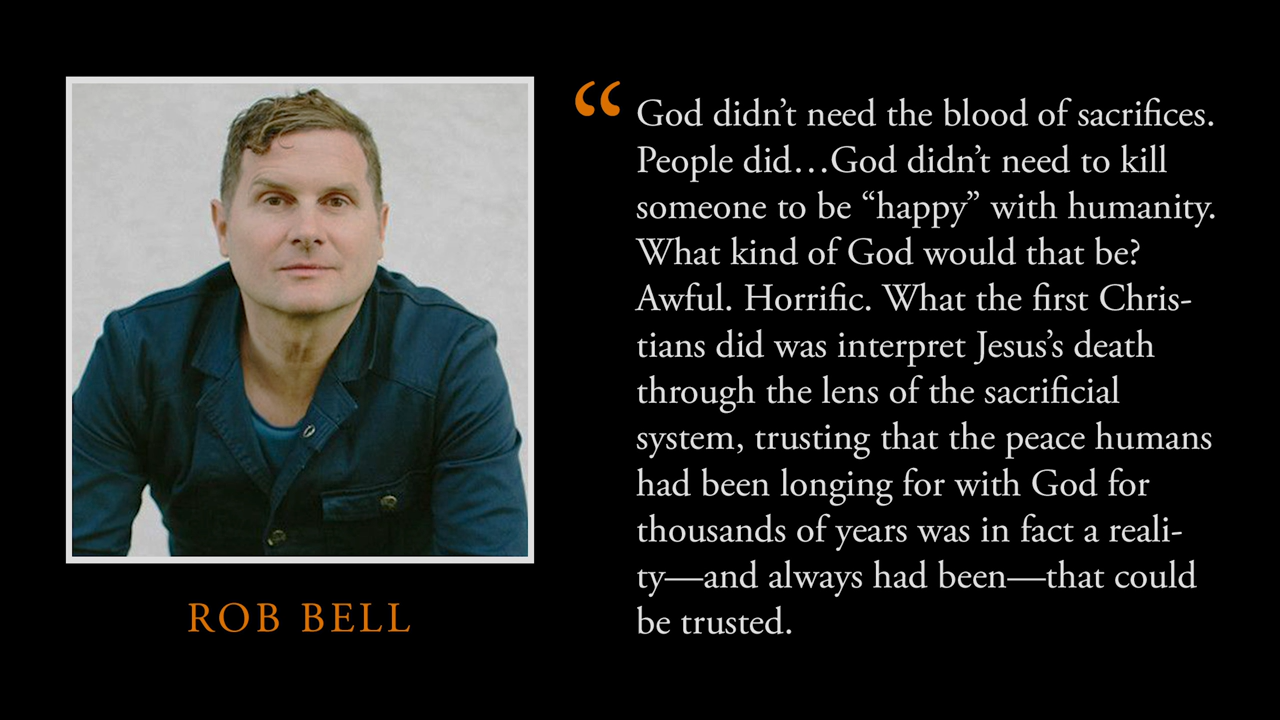 “ God didn’t need the blood of sacrifices.
People did…God didn’t need to kill
someone to be “happy” with humanity.
What kind of God would that be?
Awful. Horrific. What the first Chris-
tians did was interpret Jesus’s death
through the lens of the sacrificial
system, trusting that the peace humans
had been longing for with God for
thousands of years was in fact a reali-
ty—and always had been—that could
be trusted.
ROB BELL